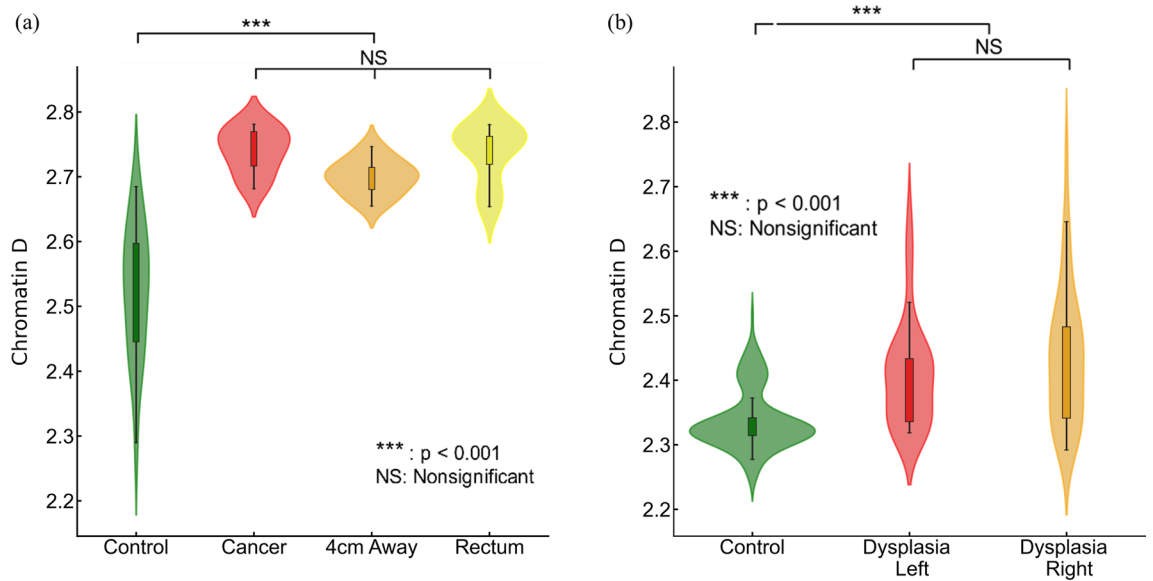 (a)
***
NS
Chromatin D
2.8
2.7
2.6
2.5
2.4
2.3
2.2
*** : p < 0.001
NS: Nonsignificant
Control
Cancer
4cm Away
Rectum
(b)
***
NS
Chromatin D
2.8
2.7
2.6
2.5
2.4
2.3
2.2
*** : p < 0.001
NS: Nonsignificant
Control
Dysplasia
Left
Dysplasia
Right